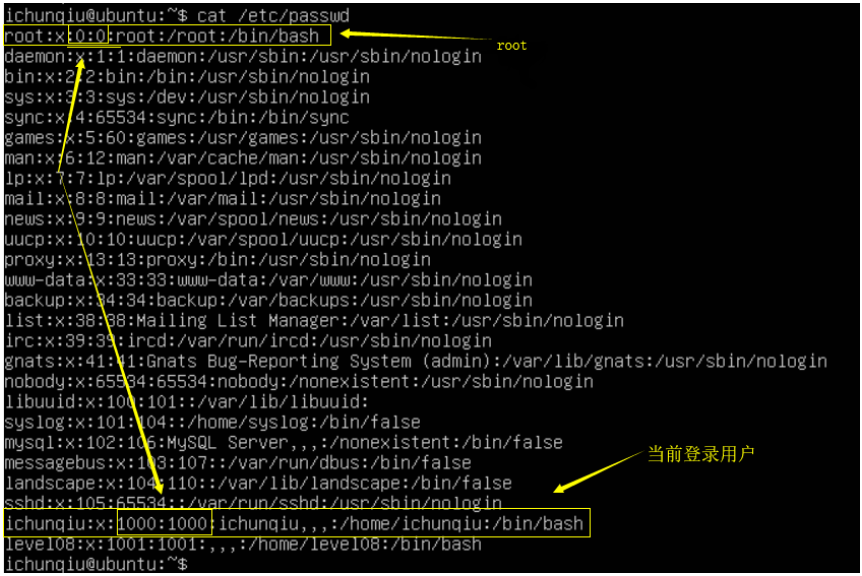 ichunqiu@ubuntu:~$ cat /etc/passwd
root:x:0:0:root:/root:/bin/bash
root
daemon:x:1:1:daemon:/usr/sbin:/usr/sbin/nologin
bin:x:2:2:bin:/bin:/usr/sbin/nologin
sys:x:3:3:sys:/dev:/usr/sbin/nologin
sync:x:4:65534:sync:/bin:/bin/sync
games:x:5:60:games:/usr/games:/usr/sbin/nologin
man:x:6:12:man:/var/cache/man:/usr/sbin/nologin
lp:x:7:7:lp:/var/spool/lpd:/usr/sbin/nologin
mail:x:8:8:mail:/var/mail:/usr/sbin/nologin
news:x:9:9:news:/var/spool/news:/usr/sbin/nologin
uucp:x:10:10:uucp:/var/spool/uucp:/usr/sbin/nologin
proxy:x:13:13:proxy:/bin:/usr/sbin/nologin
www-data:x:33:33:www-data:/var/www:/usr/sbin/nologin
backup:x:34:34:backup:/var/backups:/usr/sbin/nologin
list:x:38:38:Mailing List Manager:/var/list:/usr/sbin/nologin
irc:x:39:39:ircd:/var/run/ircd:/usr/sbin/nologin
gnats:x:41:41:Gnats Bug-Reporting System (admin):/var/lib/gnats:/usr/sbin/nologin
nobody:x:65534:65534:nobody:/nonexistent:/usr/sbin/nologin
libuuid:x:100:101::/var/lib/libuuid:
syslog:x:101:104::/home/syslog:/bin/false
mysql:x:102:106:MySQL Server,,,:/nonexistent:/bin/false
messagebus:x:103:107::/var/run/dbus:/bin/false
当前登录用户
landscape:x:104:110::/var/lib/landscape:/bin/false
sshd:x:105:65534::/var/run/sshd:/usr/sbin/nologin
ichunqiu:x:1000:1000:ichunqiu,,,:/home/ichunqiu:/bin/bash
level08:x:1001:1001:,,,:/home/level08:/bin/bash
ichunqiu@ubuntu:~$